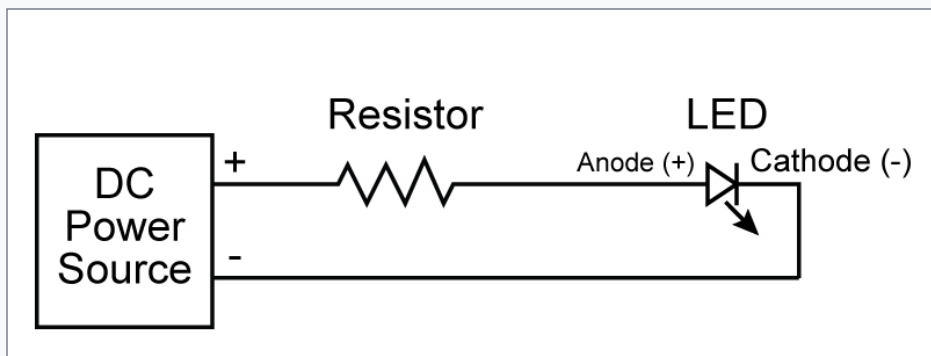 Resistor
LED
+
Anode (+)
Cathode (-)
DC
Power
Source
-